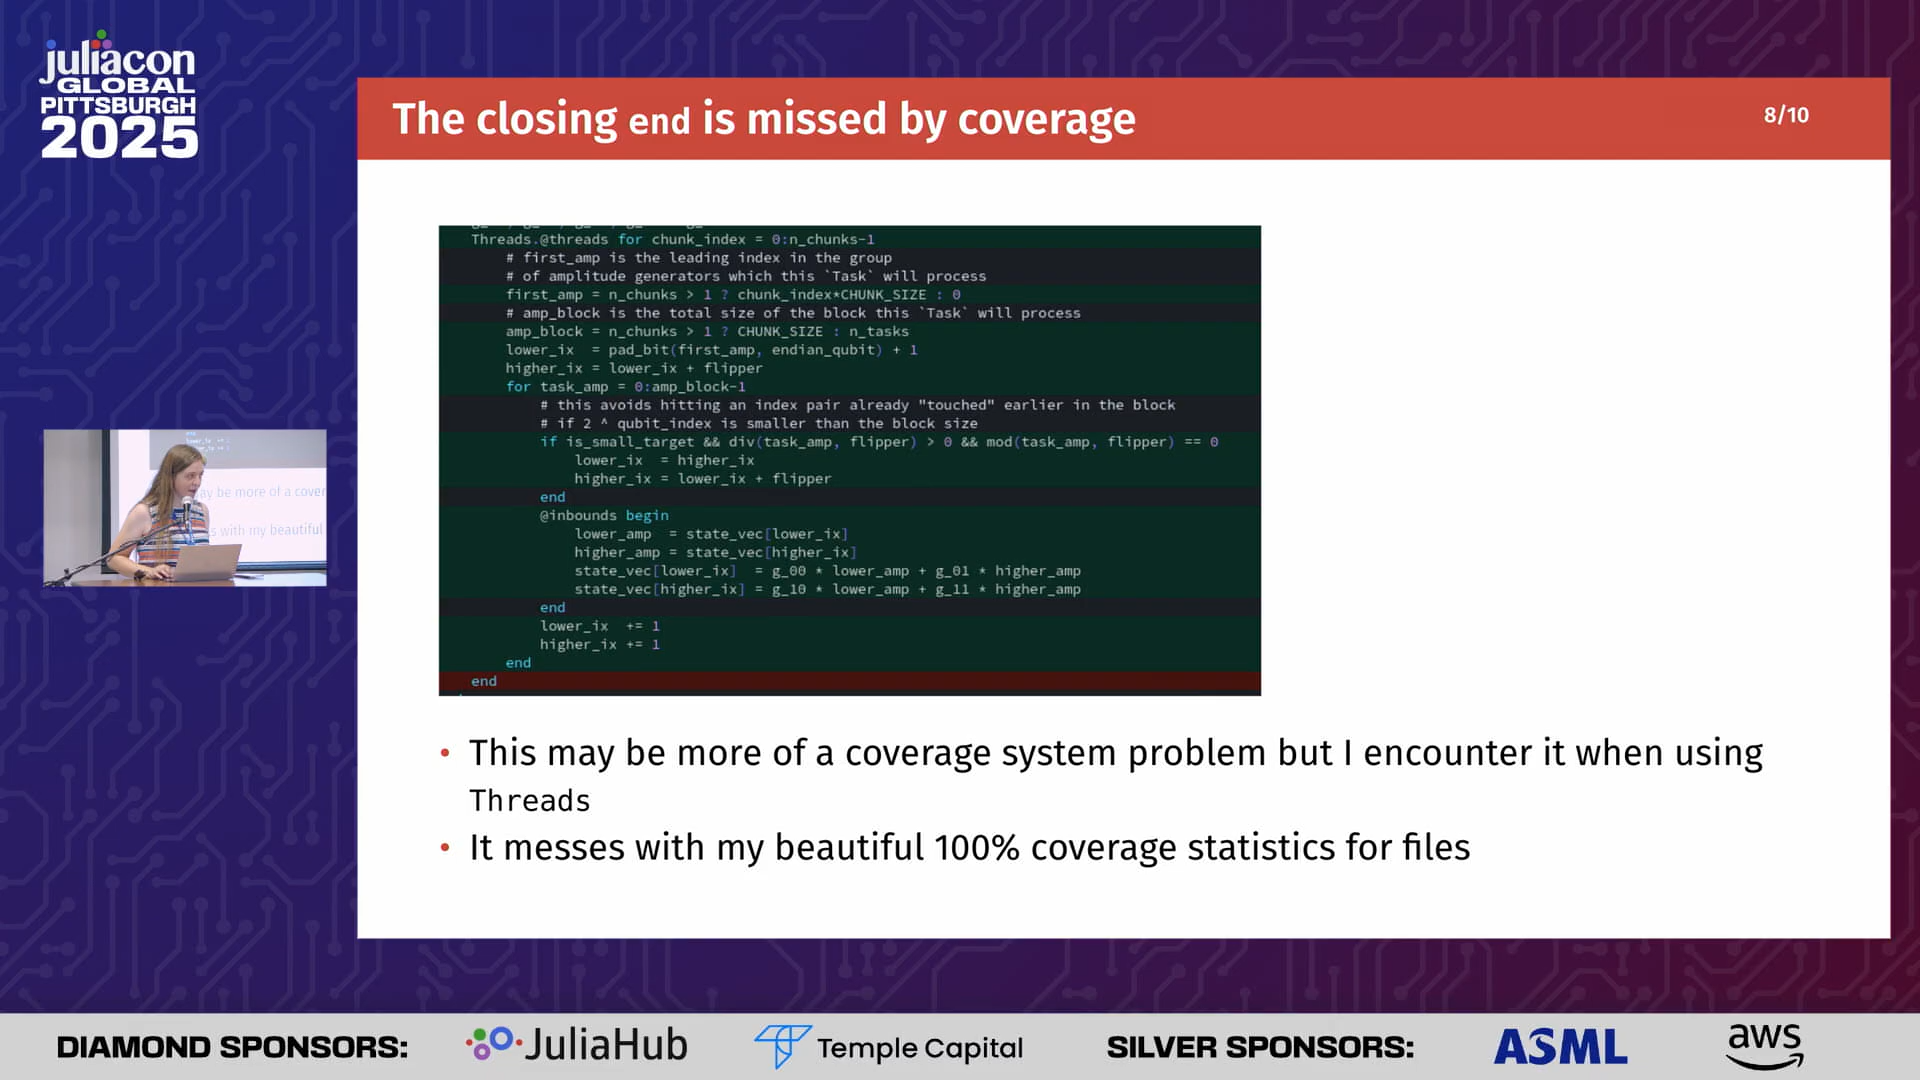 juliacon
GLOBAL
PITTSBURGH
2025
The closing end is missed by coverage
8/10
Threads.@threads for chunk_index = 0:n_chunks-1
# first_amp is the leading index in the group
# of amplitude generators which this `Task` will process
first_amp = n_chunks > 1 ? chunk_index*CHUNK_SIZE : 0
# amp_block is the total size of the block this `Task` will process
amp_block = n_chunks > 1 ? CHUNK_SIZE : n_tasks
lower_ix  = pad_bit(first_amp, endian_qubit) + 1
higher_ix = lower_ix + flipper
for task_amp = 0:amp_block-1
# this avoids hitting an index pair already "touched" earlier in the block
# if 2 ^ qubit_index is smaller than the block size
if is_small_target && div(task_amp, flipper) > 0 && mod(task_amp, flipper) == 0
lower_ix  = higher_ix
higher_ix = lower_ix + flipper
end
@inbounds begin
lower_amp  = state_vec[lower_ix]
higher_amp = state_vec[higher_ix]
state_vec[lower_ix]  = g_00 * lower_amp + g_01 * higher_amp
state_vec[higher_ix] = g_10 * lower_amp + g_11 * higher_amp
end
lower_ix  += 1
higher_ix += 1
end
end
ay be more of a cover
s with my beautiful
• This may be more of a coverage system problem but I encounter it when using
Threads
• It messes with my beautiful 100% coverage statistics for files
DIAMOND SPONSORS:
JuliaHub
Temple Capital
SILVER SPONSORS:
ASML
aws